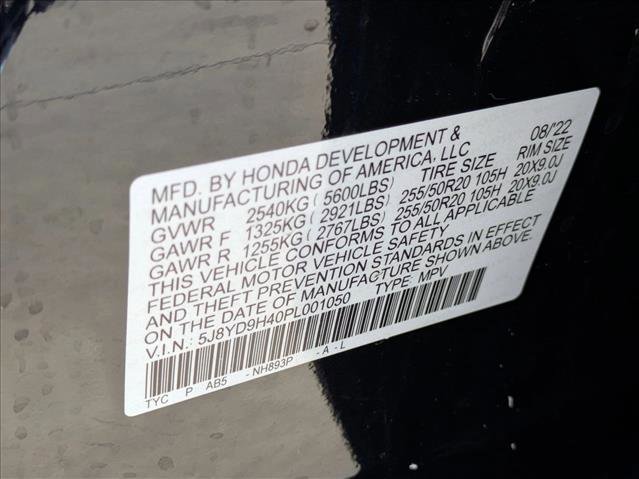 MFD. BY HONDA DEVELOPMENT & 08/'22
MANUFACTURING OF AMERICA, LLC
TIRE SIZE RIM SIZE
GVWR 2540KG (5600LBS)
GAWR F 1325KG (2921LBS) 255/50R20 105H 20X9.0J
GAWR R 1255KG (2767LBS) 255/50R20 105H 20X9.0J
THIS VEHICLE CONFORMS TO ALL APPLICABLE
FEDERAL MOTOR VEHICLE SAFETY
AND THEFT PREVENTION STANDARDS IN EFFECT
ON THE DATE OF MANUFACTURE SHOWN ABOVE.
V.I.N.: 5J8YD9H40PL001050 TYPE: MPV
TYC P AB5 - NH893P - A - L